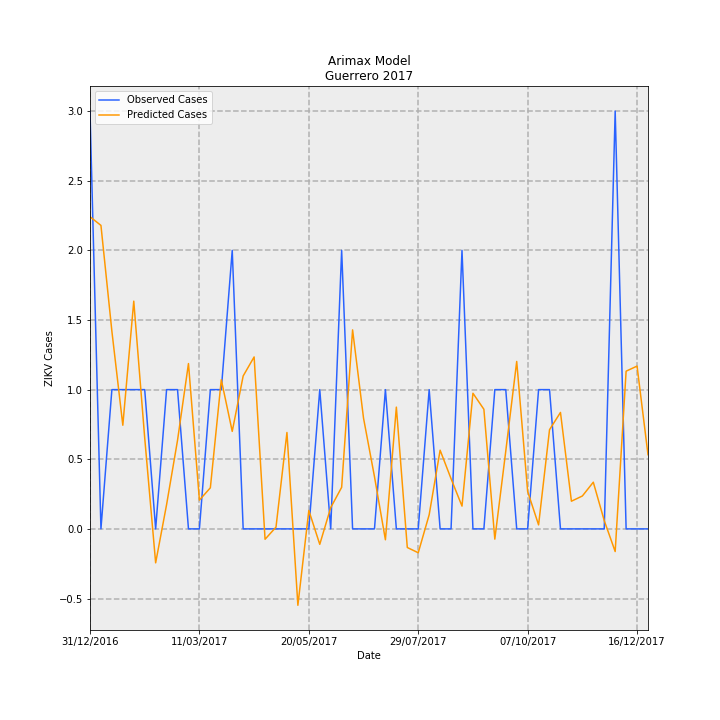 Arimax Model
Guerrero 2017
Observed Cases
Predicted Cases
3.0
2.5
2.0
1.5
1.0
0.5
0.0
−0.5
ZIKV Cases
31/12/2016 11/03/2017 20/05/2017 29/07/2017 07/10/2017 16/12/2017
Date